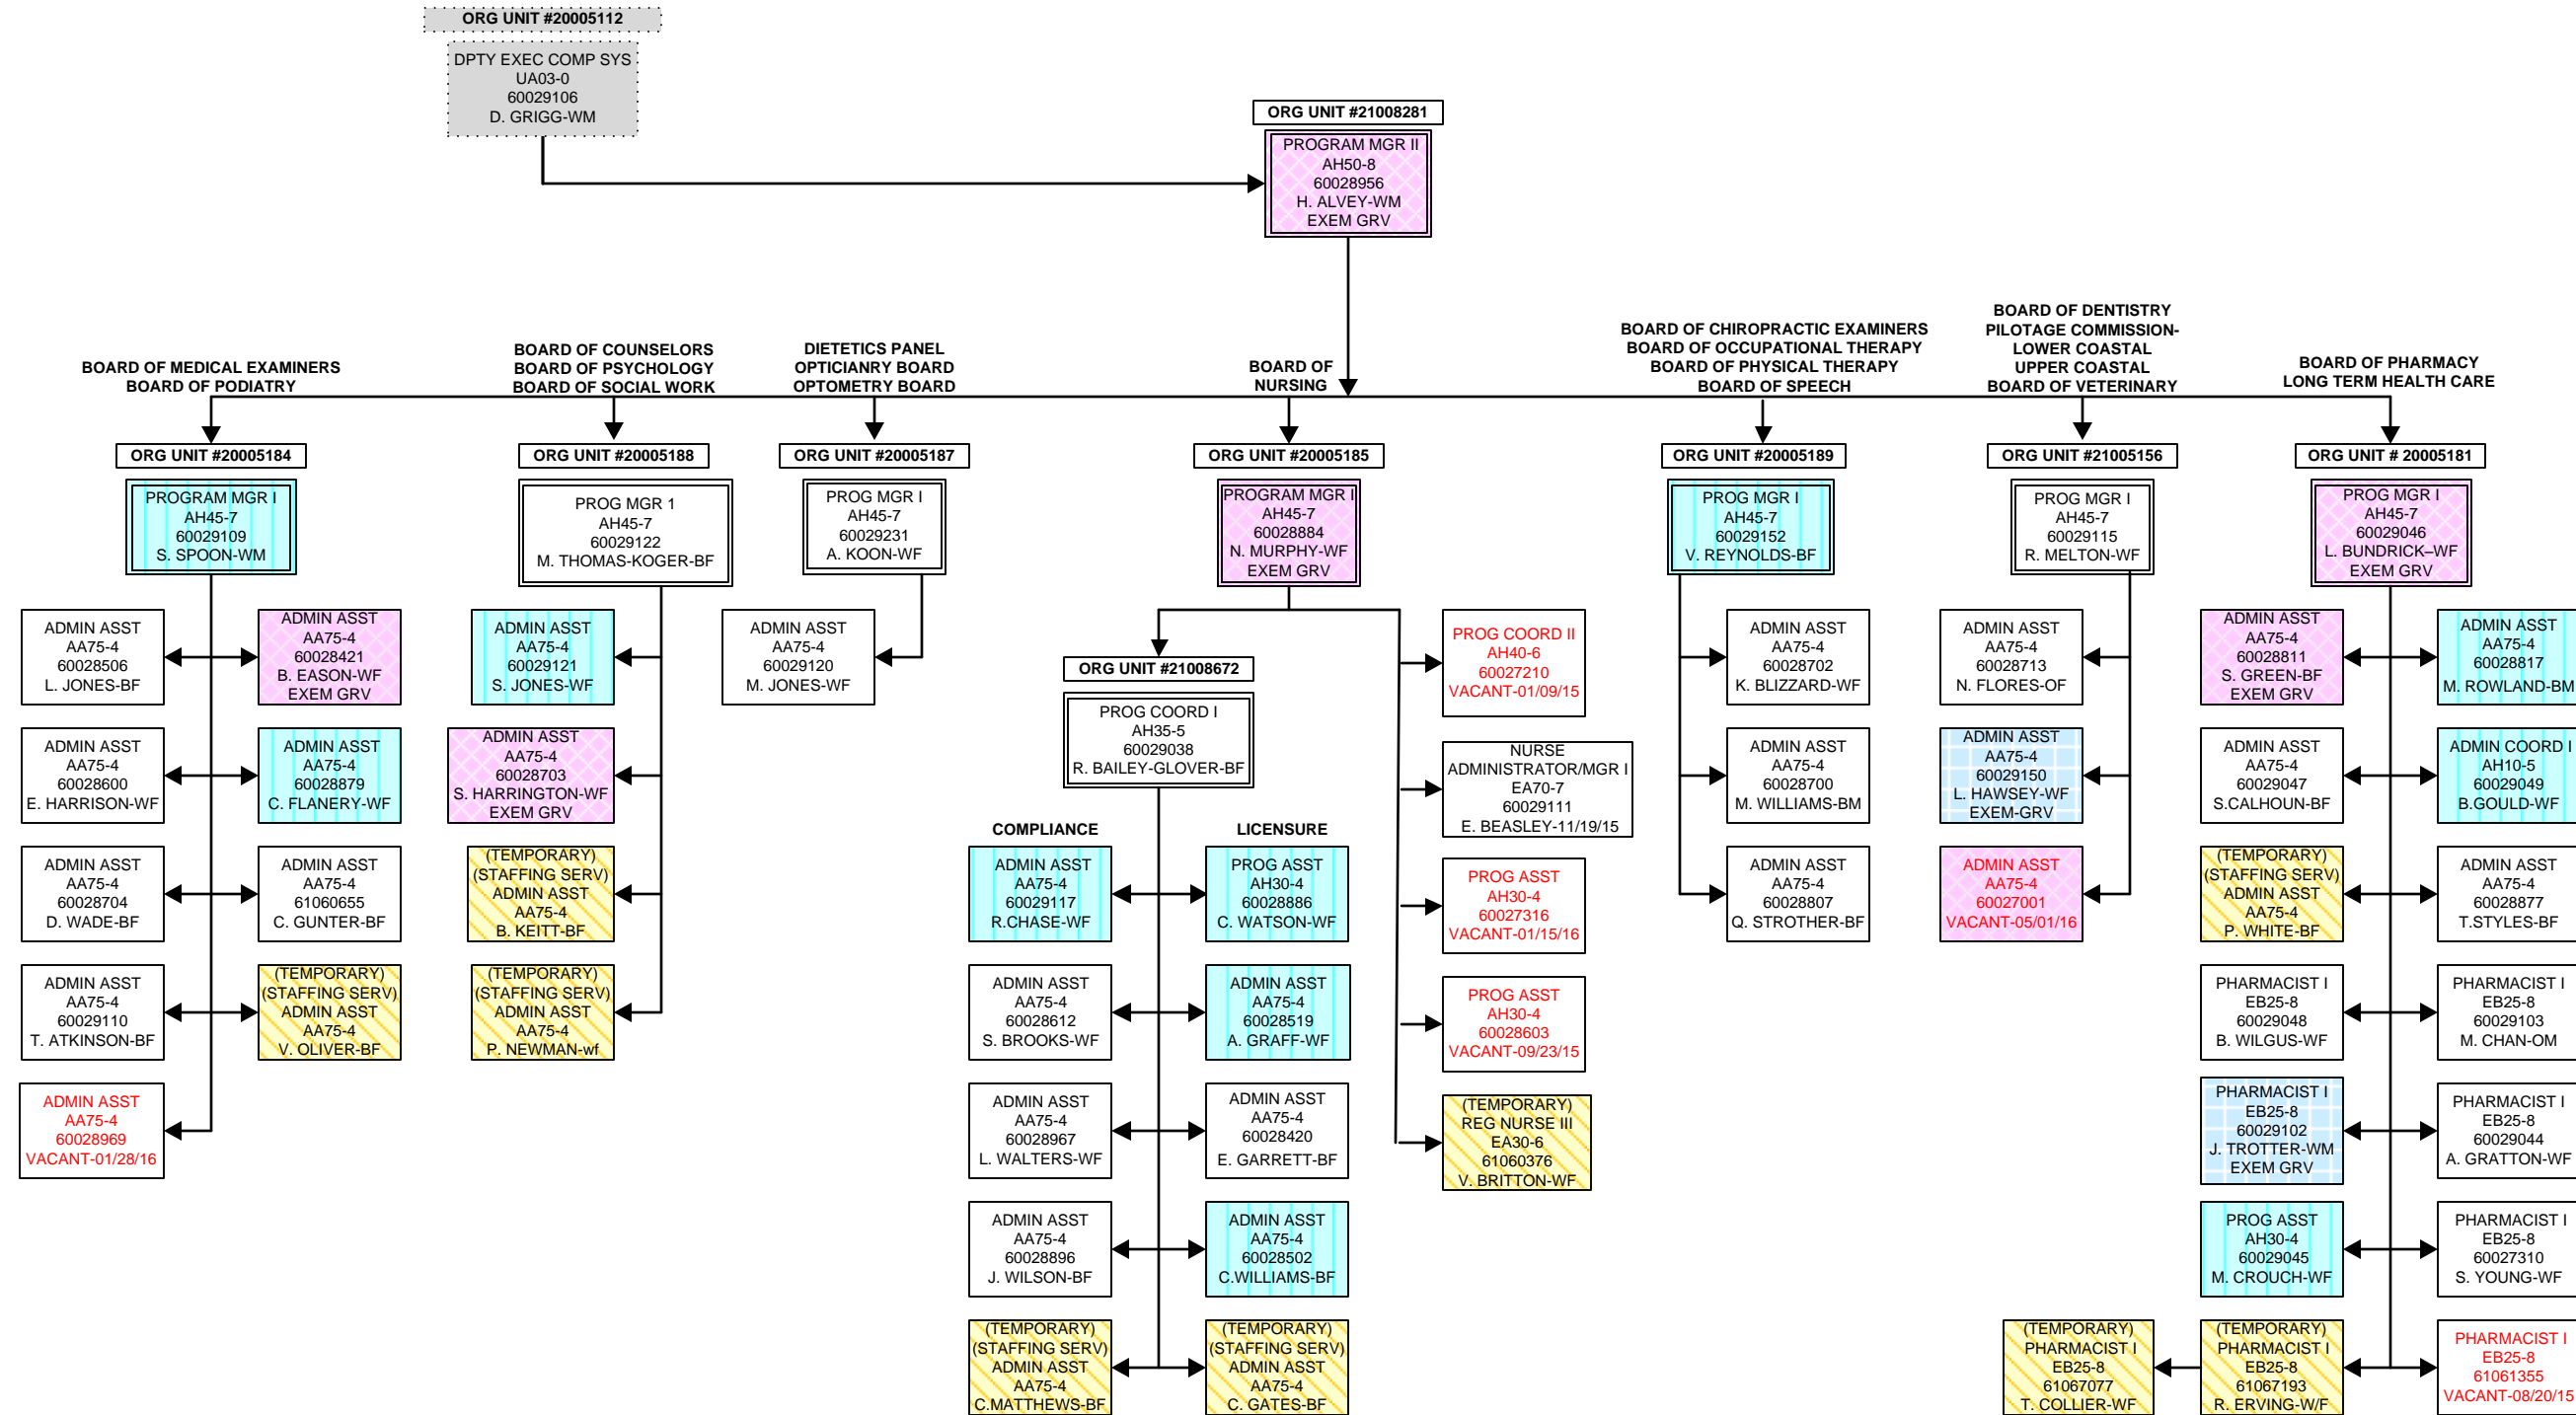 ORG UNIT #20005112
DPTY EXEC COMP SYS
UA03-0
60029106
D. GRIGG-WM
ORG UNIT #21008281
PROGRAM MGR II
AH50-8
60028956
H. ALVEY-WM
EXEM GRV
BOARD OF MEDICAL EXAMINERS
BOARD OF PODIATRY
ORG UNIT #20005184
PROGRAM MGR I
AH45-7
60029109
S. SPOON-WM
ADMIN ASST
AA75-4
60028506
L. JONES-BF
ADMIN ASST
AA75-4
60028421
B. EASON-WF
EXEM GRV
ADMIN ASST
AA75-4
60028600
E. HARRISON-WF
ADMIN ASST
AA75-4
60028879
C. FLANERY-WF
ADMIN ASST
AA75-4
60028704
D. WADE-BF
ADMIN ASST
AA75-4
61060655
C. GUNTER-BF
ADMIN ASST
AA75-4
60029110
T. ATKINSON-BF
(TEMPORARY)
(STAFFING SERV)
ADMIN ASST
AA75-4
V. OLIVER-BF
ADMIN ASST
AA75-4
60028969
VACANT-01/28/16
BOARD OF COUNSELORS
BOARD OF PSYCHOLOGY
BOARD OF SOCIAL WORK
ORG UNIT #20005188
PROG MGR 1
AH45-7
60029122
M. THOMAS-KOGER-BF
ADMIN ASST
AA75-4
60029121
S. JONES-WF
ADMIN ASST
AA75-4
60028703
S. HARRINGTON-WF
EXEM GRV
(TEMPORARY)
(STAFFING SERV)
ADMIN ASST
AA75-4
B. KEITT-BF
(TEMPORARY)
(STAFFING SERV)
ADMIN ASST
AA75-4
P. NEWMAN-wf
DIETETICS PANEL
OPTICIANRY BOARD
OPTOMETRY BOARD
ORG UNIT #20005187
PROG MGR I
AH45-7
60029231
A. KOON-WF
ADMIN ASST
AA75-4
60029120
M. JONES-WF
BOARD OF
NURSING
ORG UNIT #20005185
PROGRAM MGR I
AH45-7
60028884
N. MURPHY-WF
EXEM GRV
ORG UNIT #21008672
PROG COORD I
AH35-5
60029038
R. BAILEY-GLOVER-BF
COMPLIANCE
LICENSURE
ADMIN ASST
AA75-4
60029117
R.CHASE-WF
PROG ASST
AH30-4
60028886
C. WATSON-WF
ADMIN ASST
AA75-4
60028612
S. BROOKS-WF
ADMIN ASST
AA75-4
60028519
A. GRAFF-WF
ADMIN ASST
AA75-4
60028967
L. WALTERS-WF
ADMIN ASST
AA75-4
60028420
E. GARRETT-BF
ADMIN ASST
AA75-4
60028896
J. WILSON-BF
ADMIN ASST
AA75-4
60028502
C.WILLIAMS-BF
(TEMPORARY)
(STAFFING SERV)
ADMIN ASST
AA75-4
C.MATTHEWS-BF
(TEMPORARY)
(STAFFING SERV)
ADMIN ASST
AA75-4
C. GATES-BF
PROG COORD II
AH40-6
60027210
VACANT-01/09/15
NURSE
ADMINISTRATOR/MGR I
EA70-7
60029111
E. BEASLEY-11/19/15
PROG ASST
AH30-4
60027316
VACANT-01/15/16
PROG ASST
AH30-4
60028603
VACANT-09/23/15
(TEMPORARY)
REG NURSE III
EA30-6
61060376
V. BRITTON-WF
BOARD OF CHIROPRACTIC EXAMINERS
BOARD OF OCCUPATIONAL THERAPY
BOARD OF PHYSICAL THERAPY
BOARD OF SPEECH
ORG UNIT #20005189
PROG MGR I
AH45-7
60029152
V. REYNOLDS-BF
ADMIN ASST
AA75-4
60028702
K. BLIZZARD-WF
ADMIN ASST
AA75-4
60028700
M. WILLIAMS-BM
ADMIN ASST
AA75-4
60028807
Q. STROTHER-BF
BOARD OF DENTISTRY
PILOTAGE COMMISSION-
LOWER COASTAL
UPPER COASTAL
BOARD OF VETERINARY
ORG UNIT #21005156
PROG MGR I
AH45-7
60029115
R. MELTON-WF
ADMIN ASST
AA75-4
60028713
N. FLORES-OF
ADMIN ASST
AA75-4
60029150
L. HAWSEY-WF
EXEM-GRV
ADMIN ASST
AA75-4
60027001
VACANT-05/01/16
BOARD OF PHARMACY
LONG TERM HEALTH CARE
ORG UNIT # 20005181
PROG MGR I
AH45-7
60029046
L. BUNDRICK–WF
EXEM GRV
ADMIN ASST
AA75-4
60028811
S. GREEN-BF
EXEM GRV
ADMIN ASST
AA75-4
60028817
M. ROWLAND-BM
ADMIN ASST
AA75-4
60029047
S.CALHOUN-BF
ADMIN COORD I
AH10-5
60029049
B.GOULD-WF
(TEMPORARY)
(STAFFING SERV)
ADMIN ASST
AA75-4
P. WHITE-BF
ADMIN ASST
AA75-4
60028877
T.STYLES-BF
PHARMACIST I
EB25-8
60029048
B. WILGUS-WF
PHARMACIST I
EB25-8
60029103
M. CHAN-OM
PHARMACIST I
EB25-8
60029102
J. TROTTER-WM
EXEM GRV
PHARMACIST I
EB25-8
60029044
A. GRATTON-WF
PROG ASST
AH30-4
60029045
M. CROUCH-WF
PHARMACIST I
EB25-8
60027310
S. YOUNG-WF
(TEMPORARY)
PHARMACIST I
EB25-8
61067077
T. COLLIER-WF
(TEMPORARY)
PHARMACIST I
EB25-8
61067193
R. ERVING-W/F
PHARMACIST I
EB25-8
61061355
VACANT-08/20/15